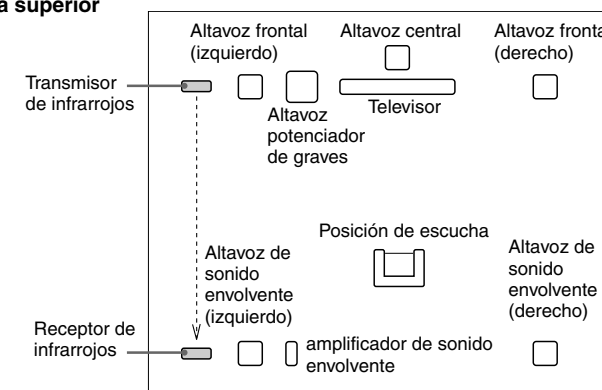 a superior
Altavoz frontal
(izquierdo)
Altavoz central
Altavoz fronta
(derecho)
Transmisor
de infrarrojos
Altavoz
potenciador
de graves
Televisor
Posición de escucha
Altavoz de
sonido
envolvente
(izquierdo)
Altavoz de
sonido
envolvente
(derecho)
Receptor de
infrarrojos
amplificador de sonido
envolvente